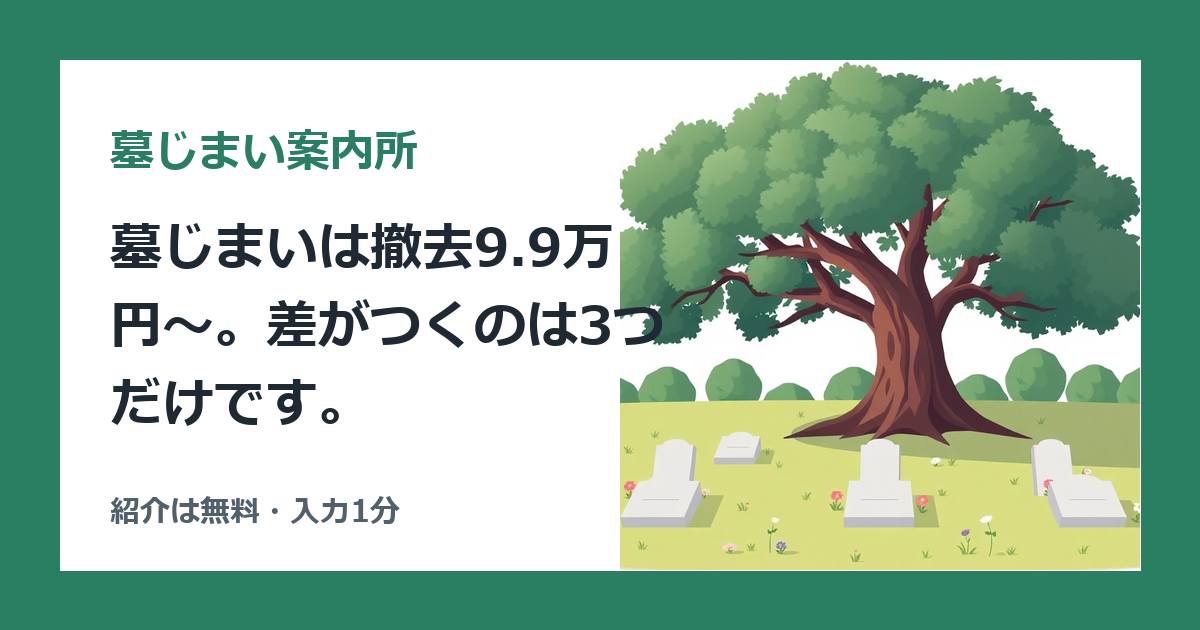 墓じまい案内所
墓じまいは撤去9.9万
円〜。差がつくのは3つ
だけです。
紹介は無料・入力1分